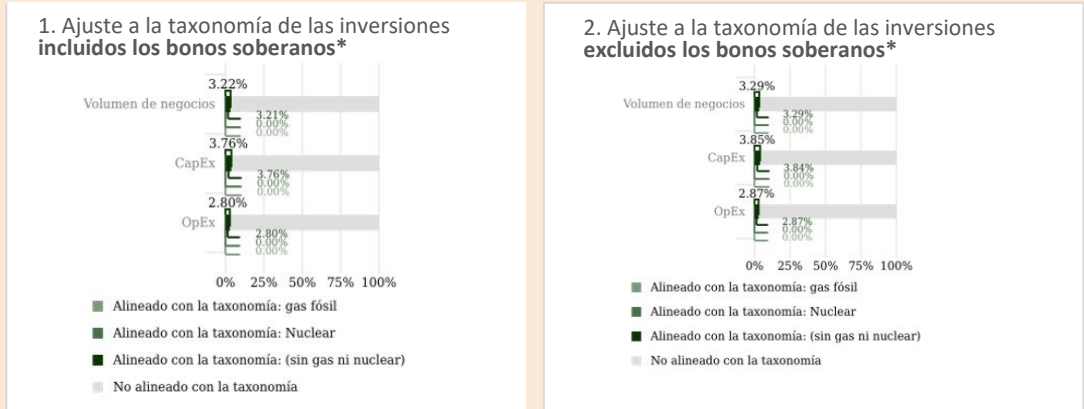 1. Ajuste a la taxonomía de las inversiones
incluidos los bonos soberanos*
3.22%
Volumen de negocios
3.21%
0.00%
0.00%
3.76%
CapEx
3.76%
0.00%
0.00%
2.80%
OpEx
2.80%
0.00%
0.00%
0% 25% 50% 75% 100%
Alineado con la taxonomía: gas fósil
Alineado con la taxonomía: Nuclear
Alineado con la taxonomía: (sin gas ni nuclear)
No alineado con la taxonomía
2. Ajuste a la taxonomía de las inversiones
excluidos los bonos soberanos*
3.29%
Volumen de negocios
3.29%
0.00%
0.00%
3.85%
CapEx
3.84%
0.00%
0.00%
2.87%
OpEx
2.87%
0.00%
0.00%
0% 25% 50% 75% 100%
Alineado con la taxonomía: gas fósil
Alineado con la taxonomía: Nuclear
Alineado con la taxonomía: (sin gas ni nuclear)
No alineado con la taxonomía